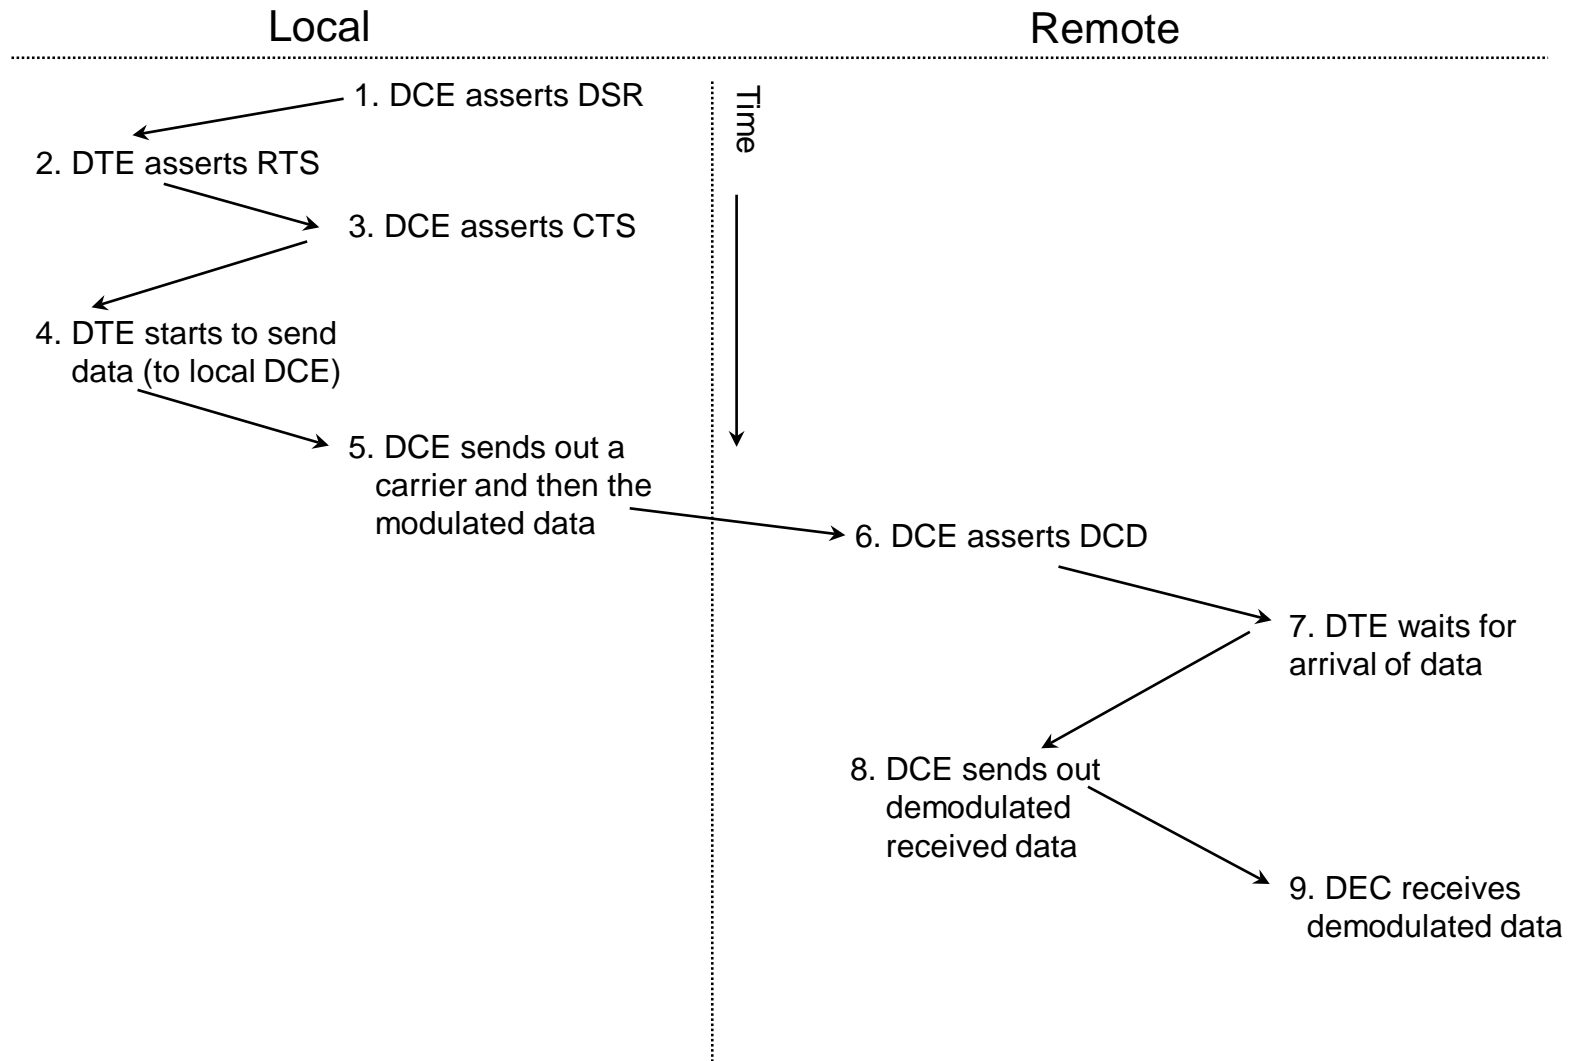 Local
Remote
1. DCE asserts DSR
Time
2. DTE asserts RTS
3. DCE asserts CTS
4. DTE starts to send
data (to local DCE)
5. DCE sends out a
carrier and then the
modulated data
6. DCE asserts DCD
7. DTE waits for
arrival of data
8. DCE sends out
demodulated
received data
9. DEC receives
demodulated data